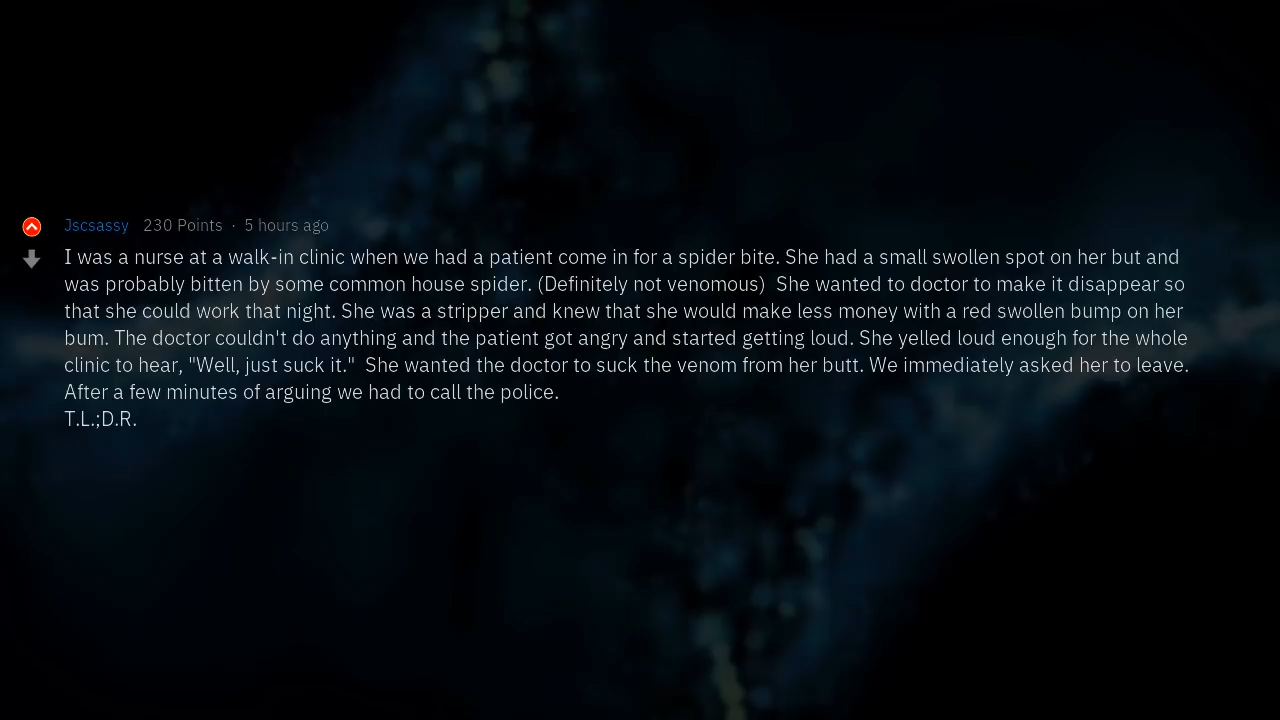 Jscsassy 230 Points · 5 hours ago
I was a nurse at a walk-in clinic when we had a patient come in for a spider bite. She had a small swollen spot on her but and
was probably bitten by some common house spider. (Definitely not venomous)  She wanted to doctor to make it disappear so
that she could work that night. She was a stripper and knew that she would make less money with a red swollen bump on her
bum. The doctor couldn't do anything and the patient got angry and started getting loud. She yelled loud enough for the whole
clinic to hear, "Well, just suck it."  She wanted the doctor to suck the venom from her butt. We immediately asked her to leave.
After a few minutes of arguing we had to call the police.
T.L.;D.R.